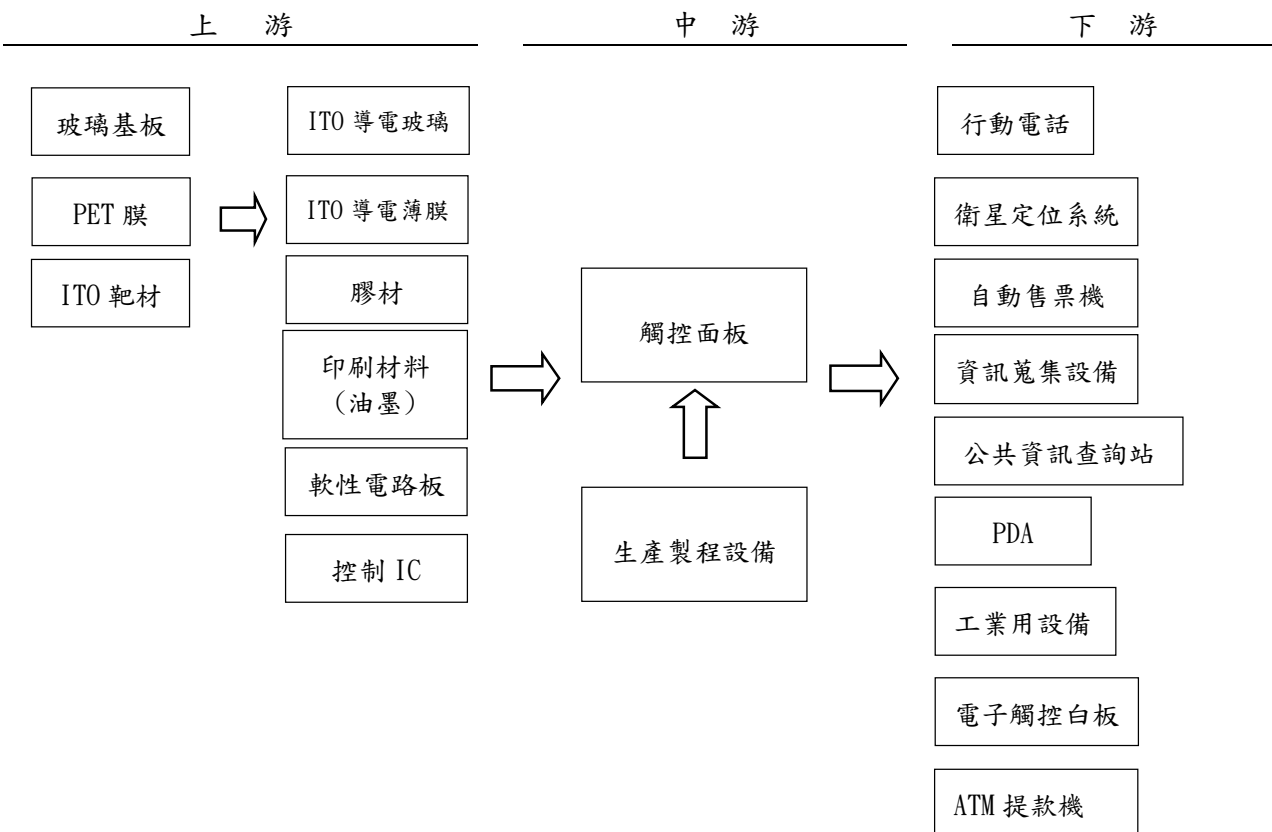 上 游
中 游
下 游
玻璃基板
PET 膜
ITO 靶材
ITO 導電玻璃
ITO 導電薄膜
膠材
印刷材料
(油墨)
軟性電路板
控制 IC
觸控面板
生產製程設備
行動電話
衛星定位系統
自動售票機
資訊蒐集設備
公共資訊查詢站
PDA
工業用設備
電子觸控白板
ATM 提款機